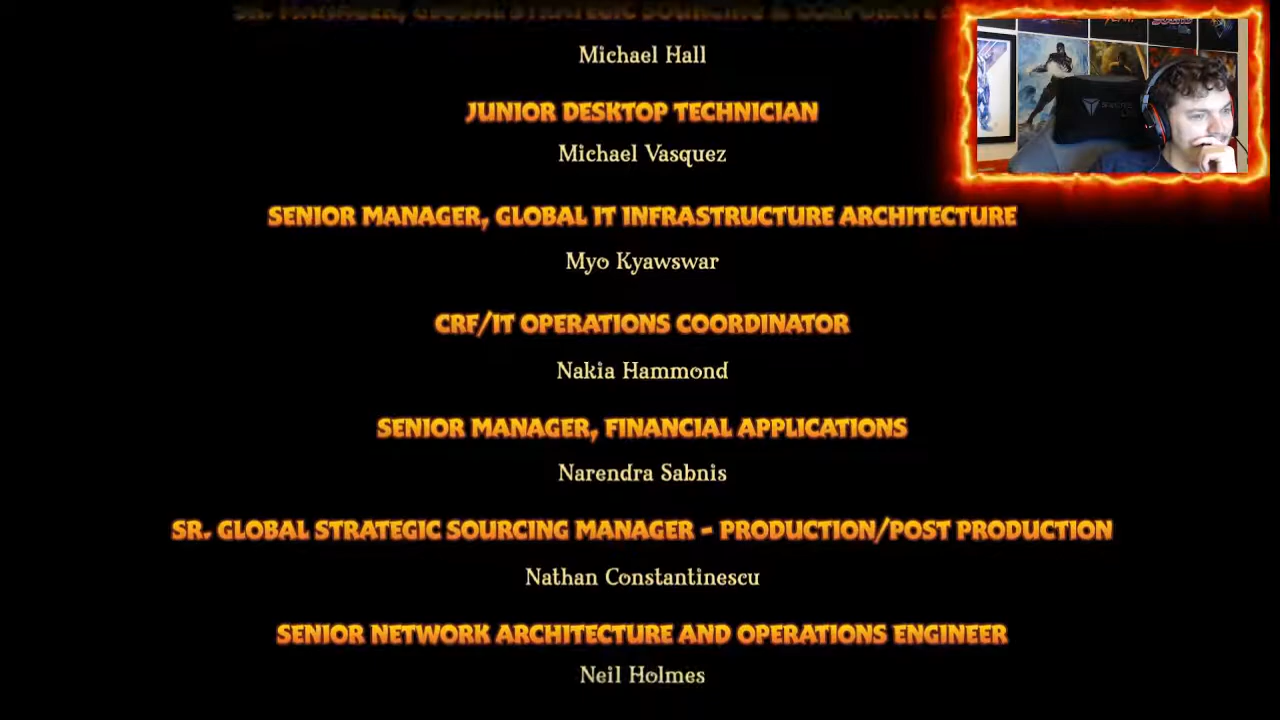 Michael Hall
JUNIOR DESKTOP TECHNICIAN
Michael Vasquez
SENIOR MANAGER, GLOBAL IT INFRASTRUCTURE ARCHITECTURE
Myo Kyawswar
CRF/IT OPERATIONS COORDINATOR
Nakia Hammond
SENIOR MANAGER, FINANCIAL APPLICATIONS
Narendra Sabnis
SR. GLOBAL STRATEGIC SOURCING MANAGER - PRODUCTION/POST PRODUCTION
Nathan Constantinescu
SENIOR NETWORK ARCHITECTURE AND OPERATIONS ENGINEER
Neil Holmes